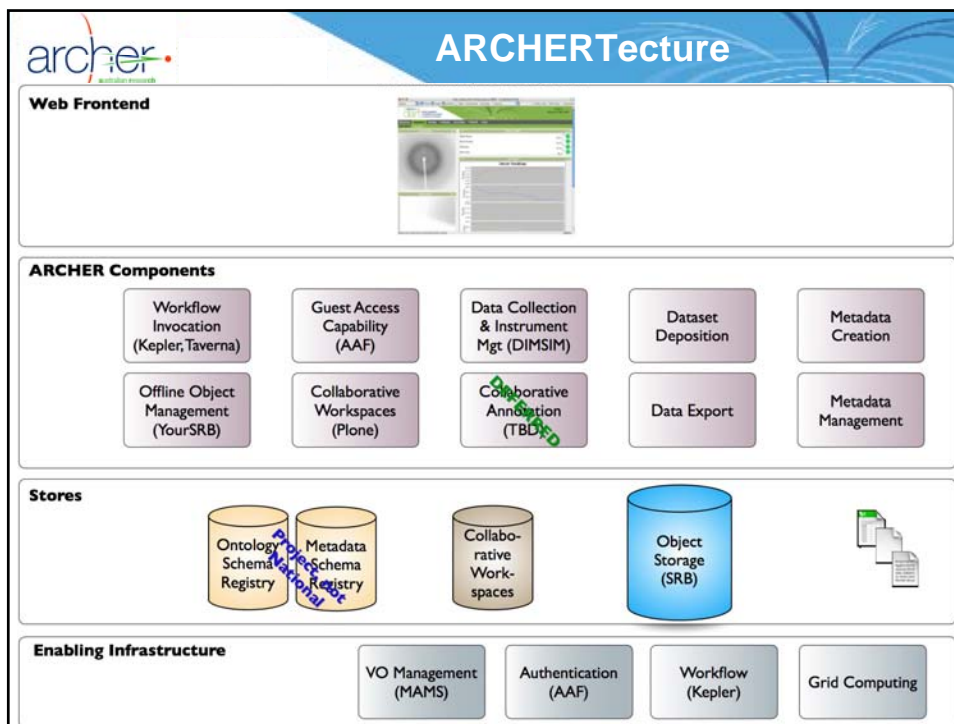 archer
ARCHERTecture
Web Frontend
ARCHER Components
Workflow
Invocation
(Kepler, Taverna)
Guest Access
Capability
(AAF)
Data Collection
& Instrument
Mgt (DIMSIM)
Dataset
Deposition
Metadata
Creation
Offline Object
Management
(YourSRB)
Collaborative
Workspaces
(Plone)
Collaborative
Annotation
(TBD)
DEFERRED
Data Export
Metadata
Management
Stores
Ontology
Schema
Registry
Metadata
Schema
Registry
Project, not
National
Collabo-
rative
Work-
spaces
Object
Storage
(SRB)
Enabling Infrastructure
VO Management
(MAMS)
Authentication
(AAF)
Workflow
(Kepler)
Grid Computing